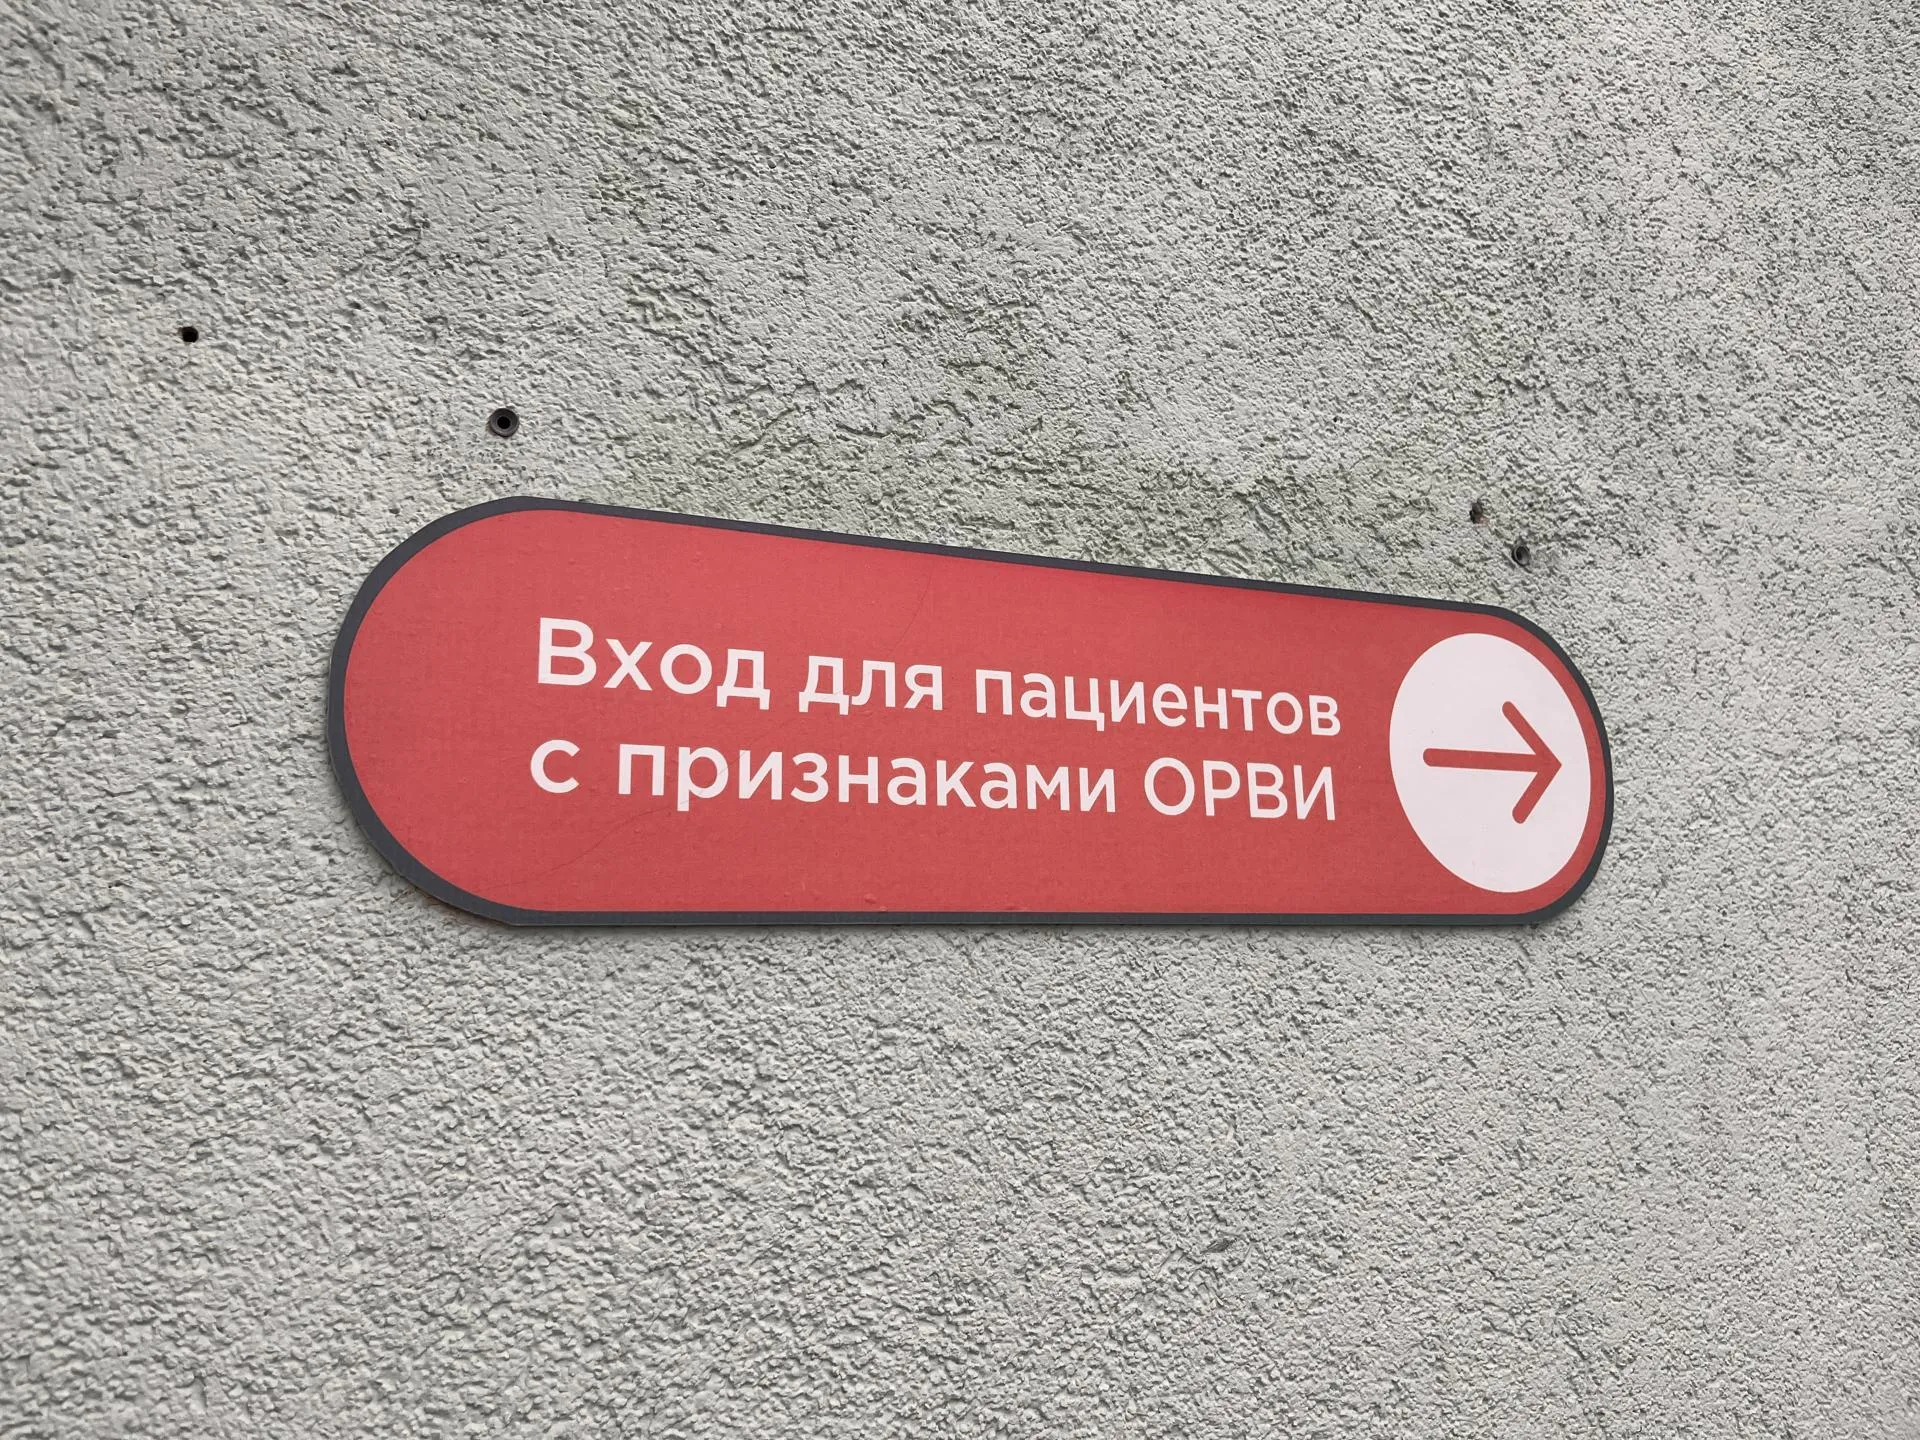 Вход для пациентов
с признаками ОРВИ